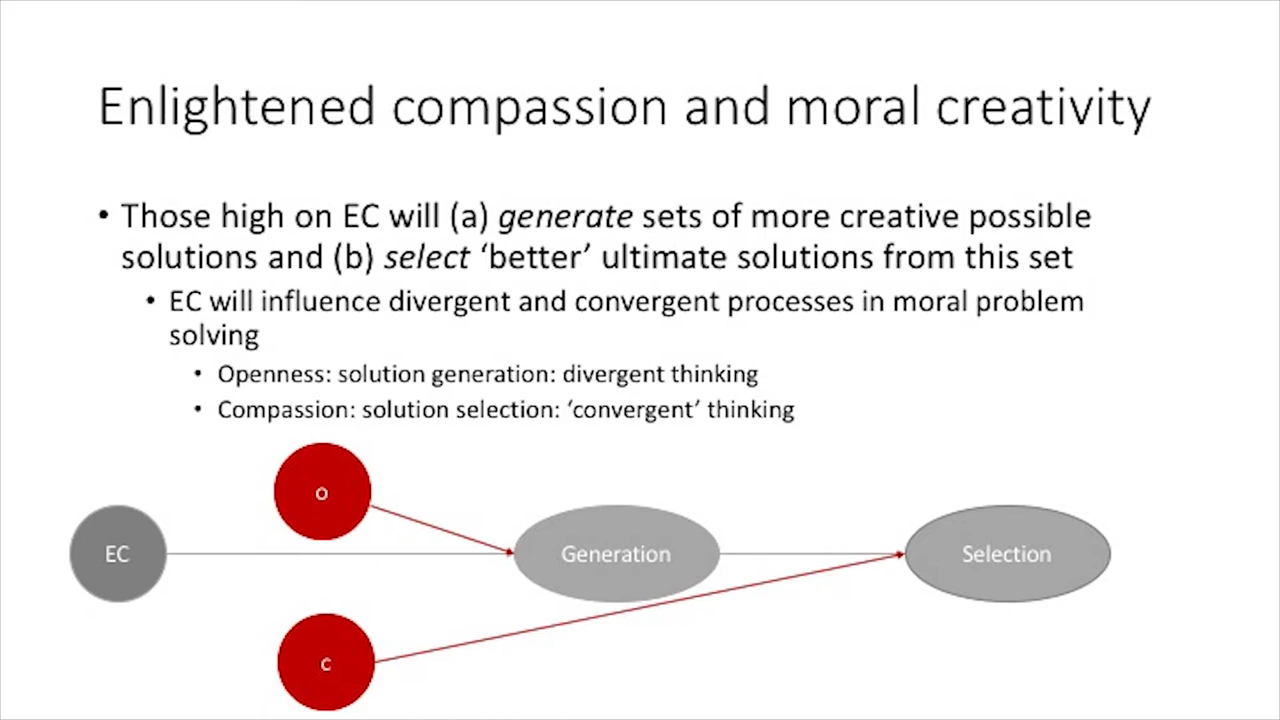 Enlightened compassion and moral creativity
• Those high on EC will (a) generate sets of more creative possible
solutions and (b) select ‘better’ ultimate solutions from this set
• EC will influence divergent and convergent processes in moral problem
solving
• Openness: solution generation: divergent thinking
• Compassion: solution selection: ‘convergent’ thinking
O
EC
Generation
Selection
C